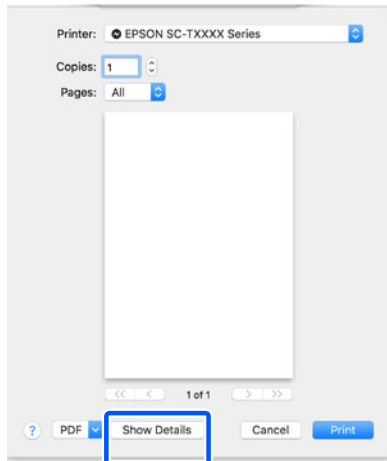 Printer: EPSON SC-TXXXX Series
Copies: 1
Pages: All
<< < 1 of 1 > >>
? PDF Show Details Cancel Print